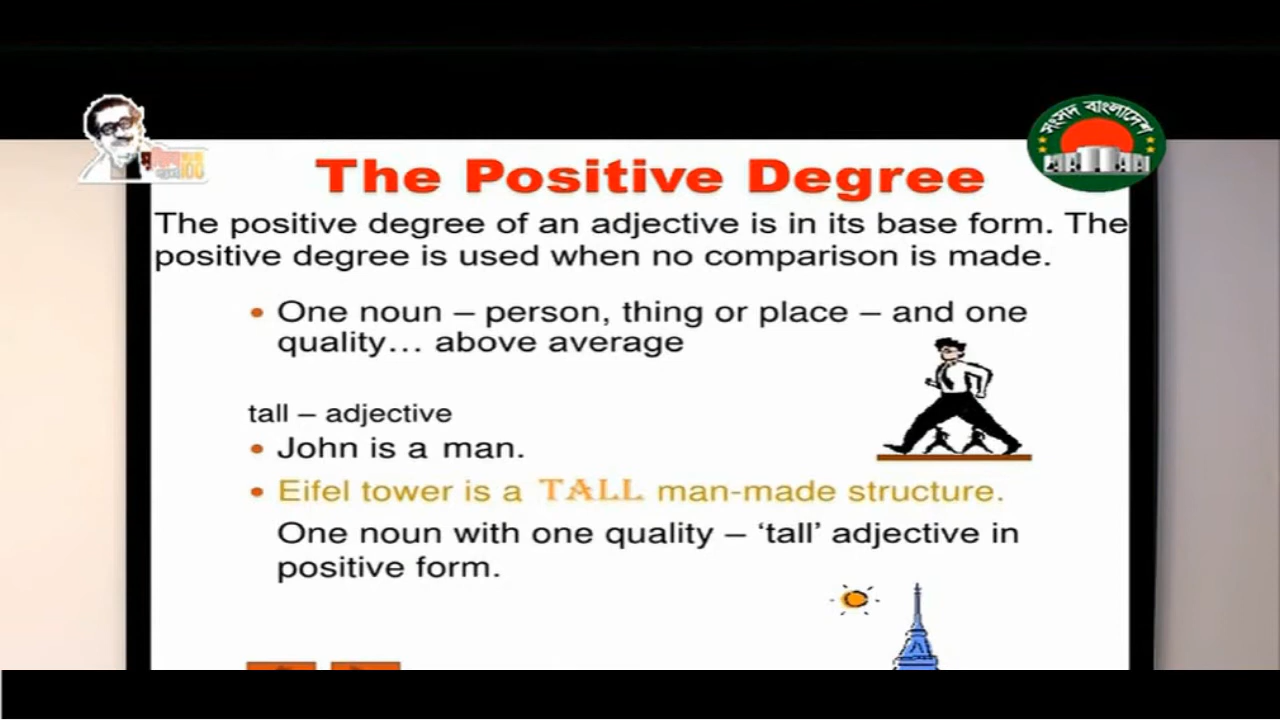 সংসদ বাংলাদেশ
The Positive Degree
The positive degree of an adjective is in its base form. The
positive degree is used when no comparison is made.
• One noun – person, thing or place – and one
quality... above average
tall – adjective
• John is a man.
• Eifel tower is a TALL man-made structure.
One noun with one quality – ‘tall’ adjective in
positive form.